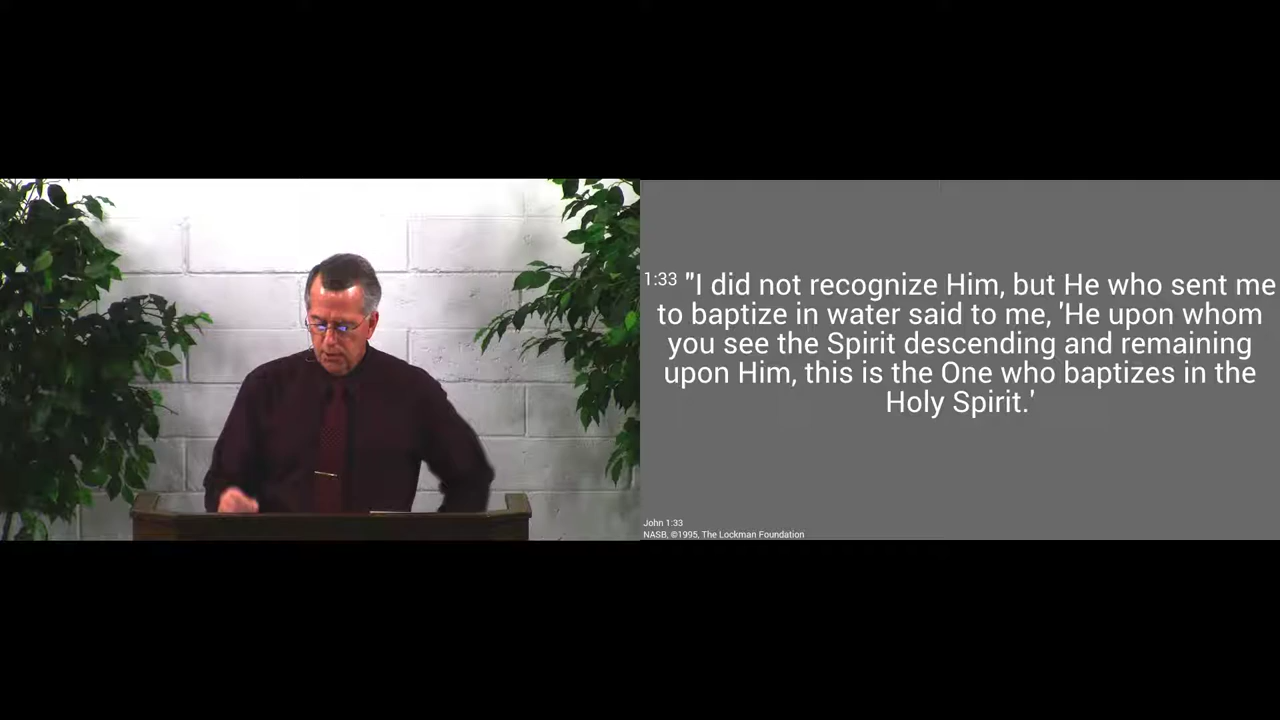 1:33 "I did not recognize Him, but He who sent me
to baptize in water said to me, 'He upon whom
you see the Spirit descending and remaining
upon Him, this is the One who baptizes in the
Holy Spirit.'
John 1:33
NASB, ©1995, The Lockman Foundation